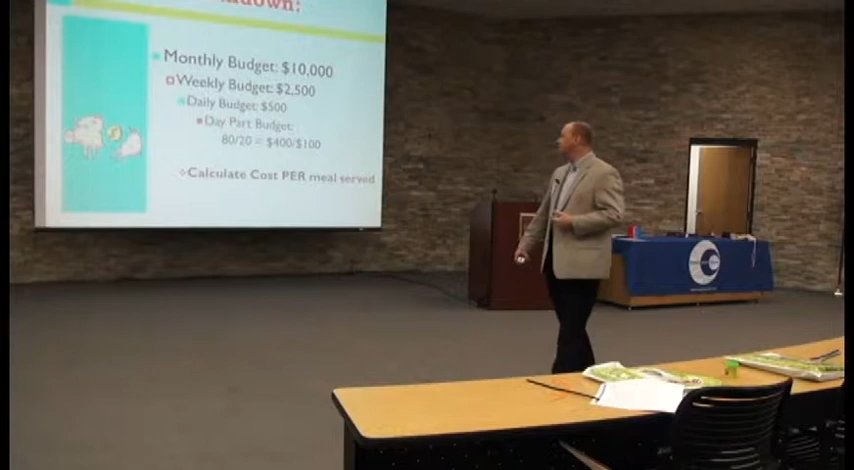 Monthly Budget: $10,000
Weekly Budget: $2,500
Daily Budget: $500
Day Part Budget:
80/20 = $400/$100
Calculate Cost PER meal served